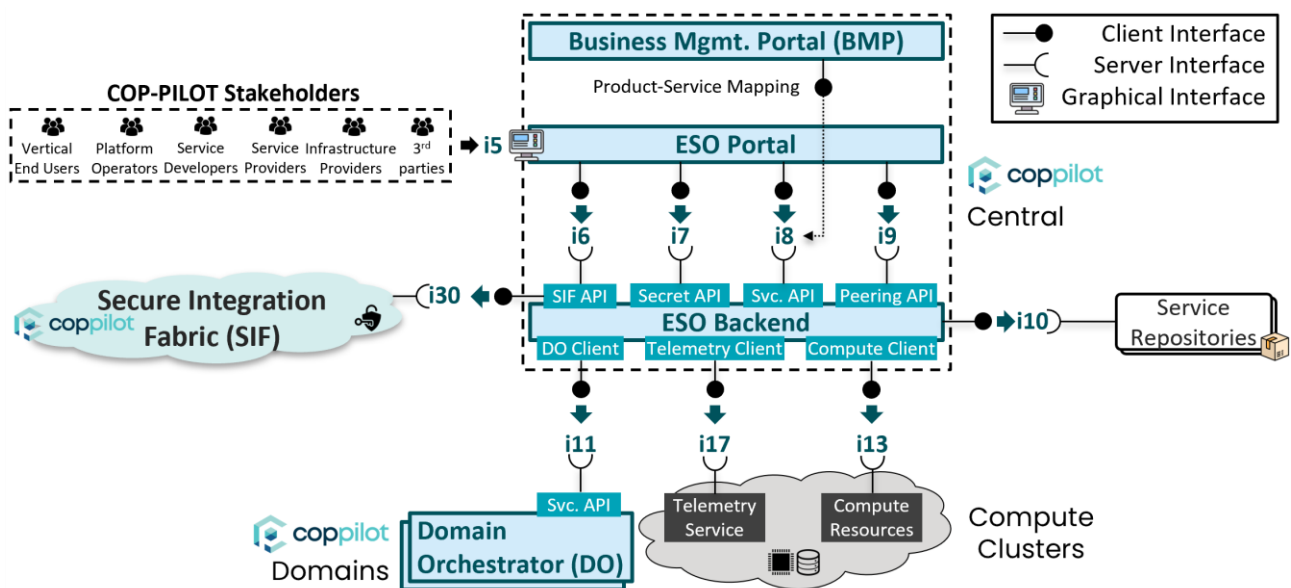 Business Mgmt. Portal (BMP)
Product-Service Mapping
Client Interface
Server Interface
Graphical Interface
COP-PILOT Stakeholders
Vertical
End Users
Platform
Operators
Service
Developers
Service
Providers
Infrastructure
Providers
3rd
parties
i5
ESO Portal
coppilot
Central
i6
i7
i8
i9
Secure Integration
Fabric (SIF)
coppilot
i30
SIF API
Secret API
Svc. API
Peering API
ESO Backend
DO Client
Telemetry Client
Compute Client
i10
Service
Repositories
i11
i17
i13
Svc. API
Telemetry
Service
Compute
Resources
coppilot
Domains
Domain
Orchestrator (DO)
Compute
Clusters